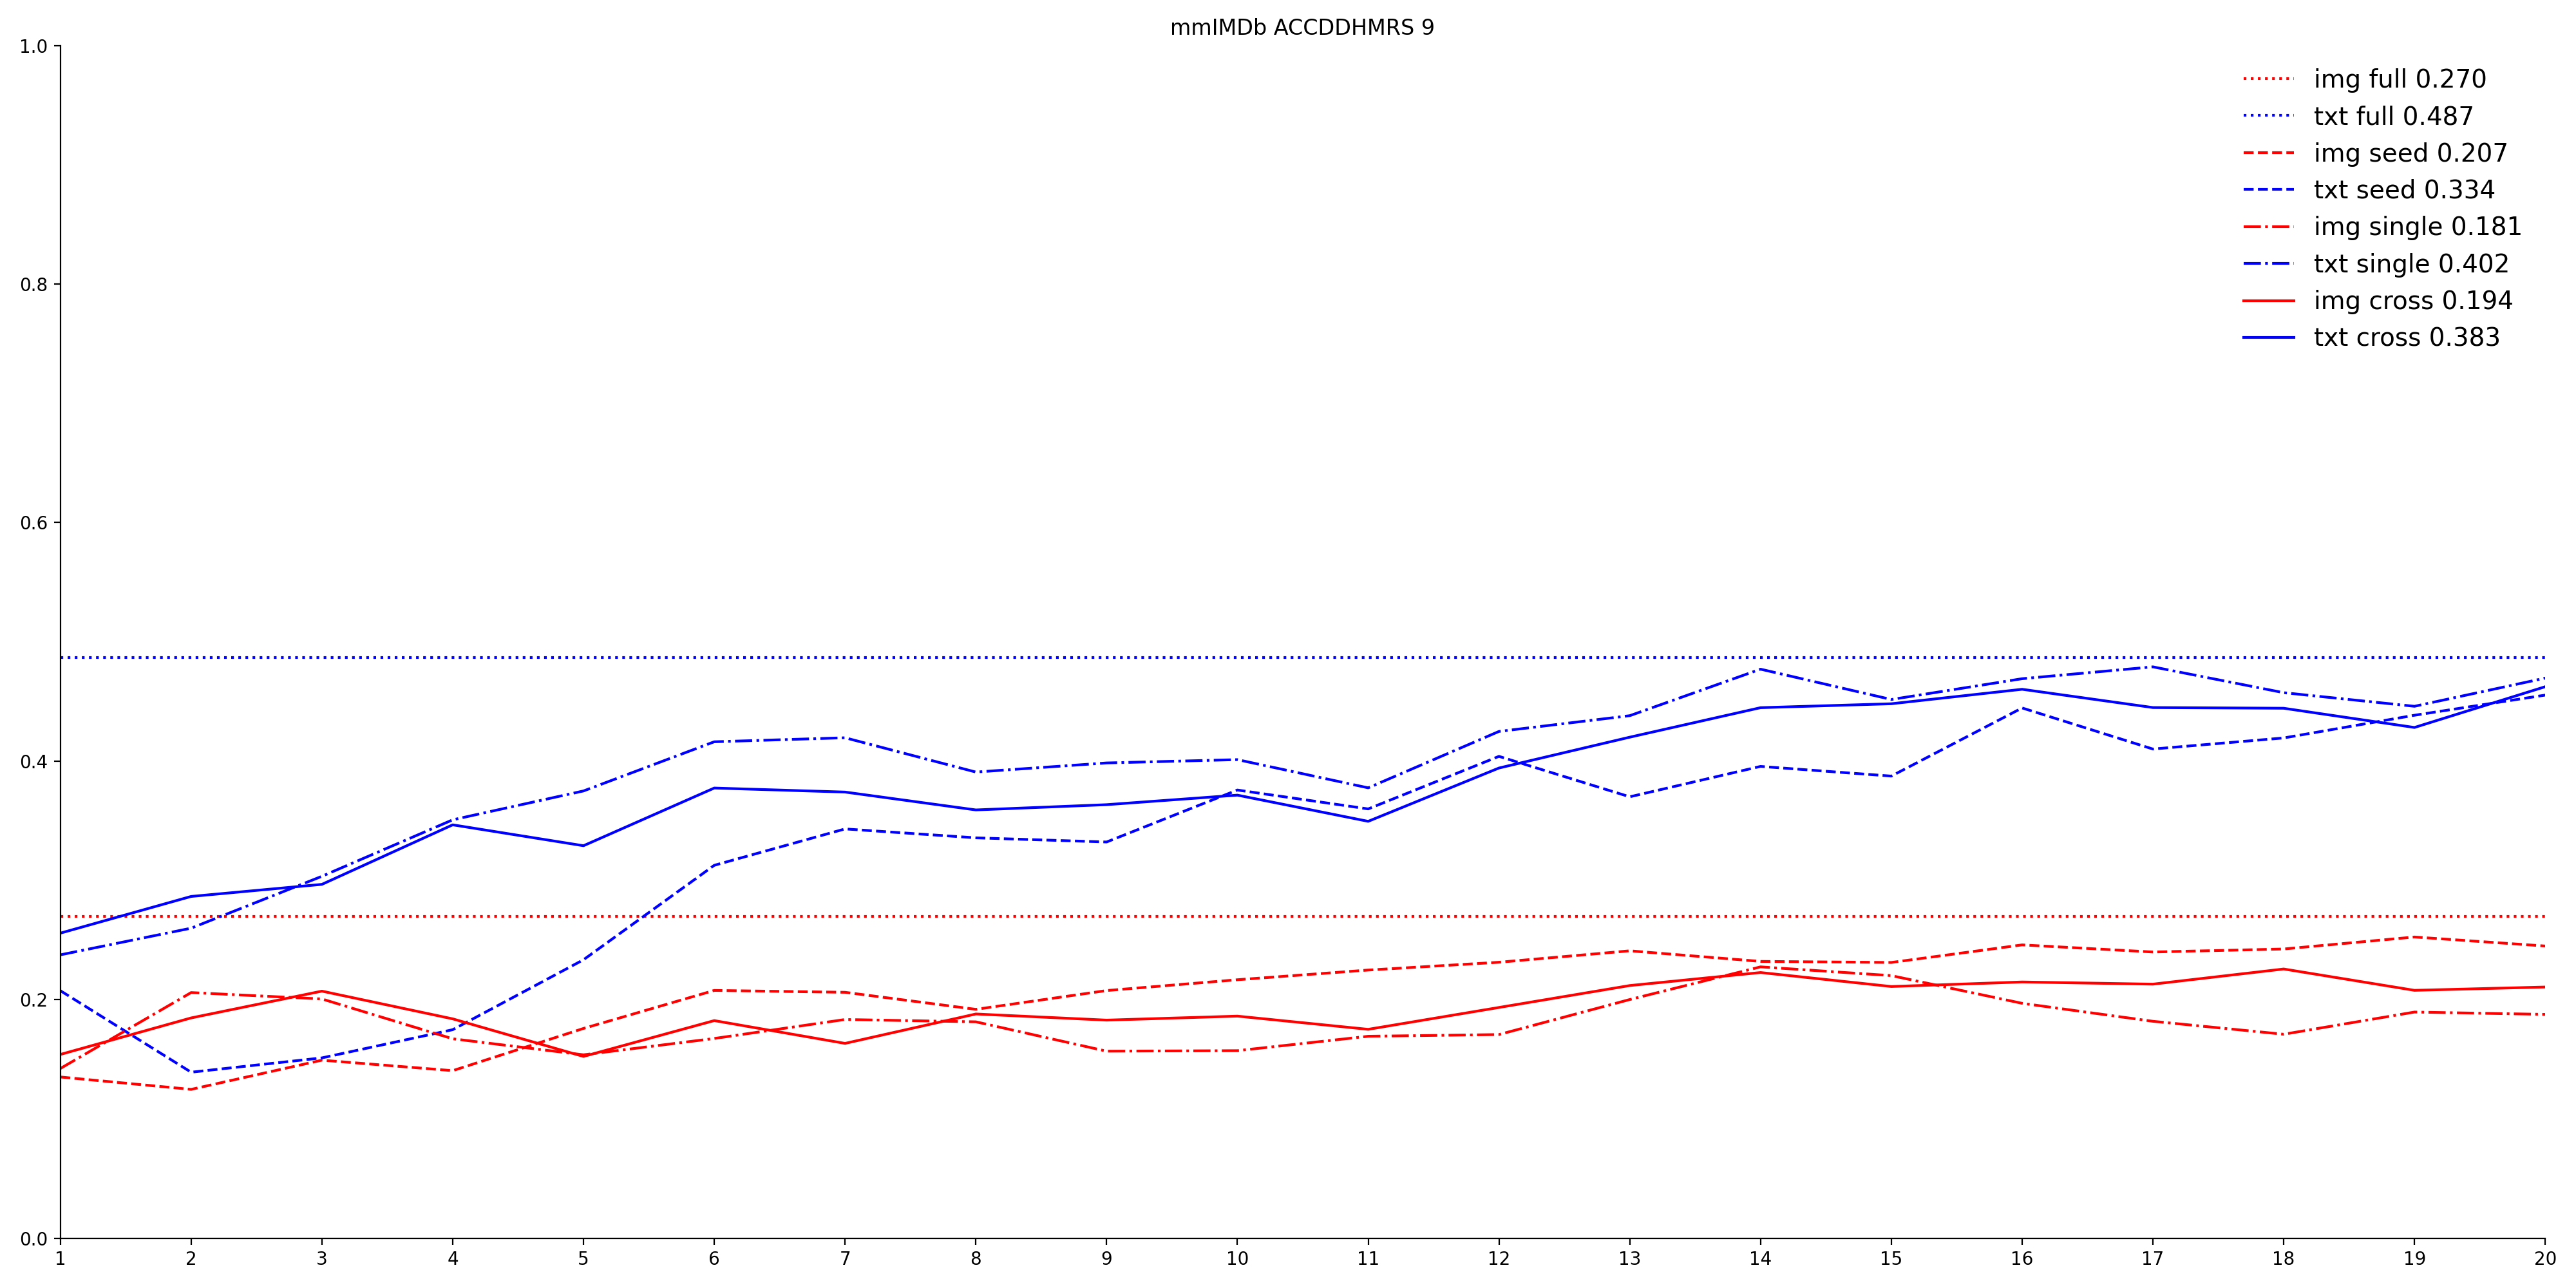 mmIMDb ACCDDHMRS 9
1.0
0.8
0.6
0.4
0.2
0.0
img full 0.270
txt full 0.487
img seed 0.207
txt seed 0.334
img single 0.181
txt single 0.402
img cross 0.194
txt cross 0.383
1 2 3 4 5 6 7 8 9 10 11 12 13 14 15 16 17 18 19 20